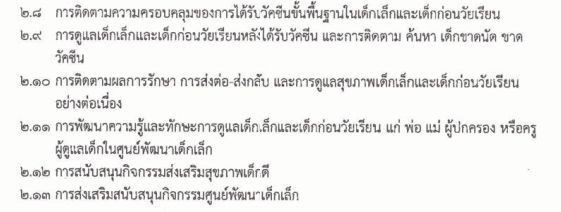 ๒.๘ การติดตามความครอบคลุมของการได้รับวัคซีนขั้นพื้นฐานในเด็กเล็กและเด็กก่อนวัยเรียน
๒.๙ การดูแลเด็กเล็กและเด็กก่อนวัยเรียนหลังได้รับวัคซีน และการติดตาม ค้นหา เด็กขาดนัด ขาด
วัคซีน
๒.๑๐ การติดตามผลการรักษา การส่งต่อ-ส่งกลับ และการดูแลสุขภาพเด็กเล็กและเด็กก่อนวัยเรียน
อย่างต่อเนื่อง
๒.๑๑ การพัฒนาความรู้และทักษะการดูแลเด็กเล็กและเด็กก่อนวัยเรียน แก่ พ่อ แม่ ผู้ปกครอง หรือครู
ผู้ดูแลเด็กในศูนย์พัฒนาเด็กเล็ก
๒.๑๒ การสนับสนุนกิจกรรมส่งเสริมสุขภาพเด็กดี
๒.๑๓ การส่งเสริมสนับสนุนกิจกรรมศูนย์พัฒนาเด็กเล็ก